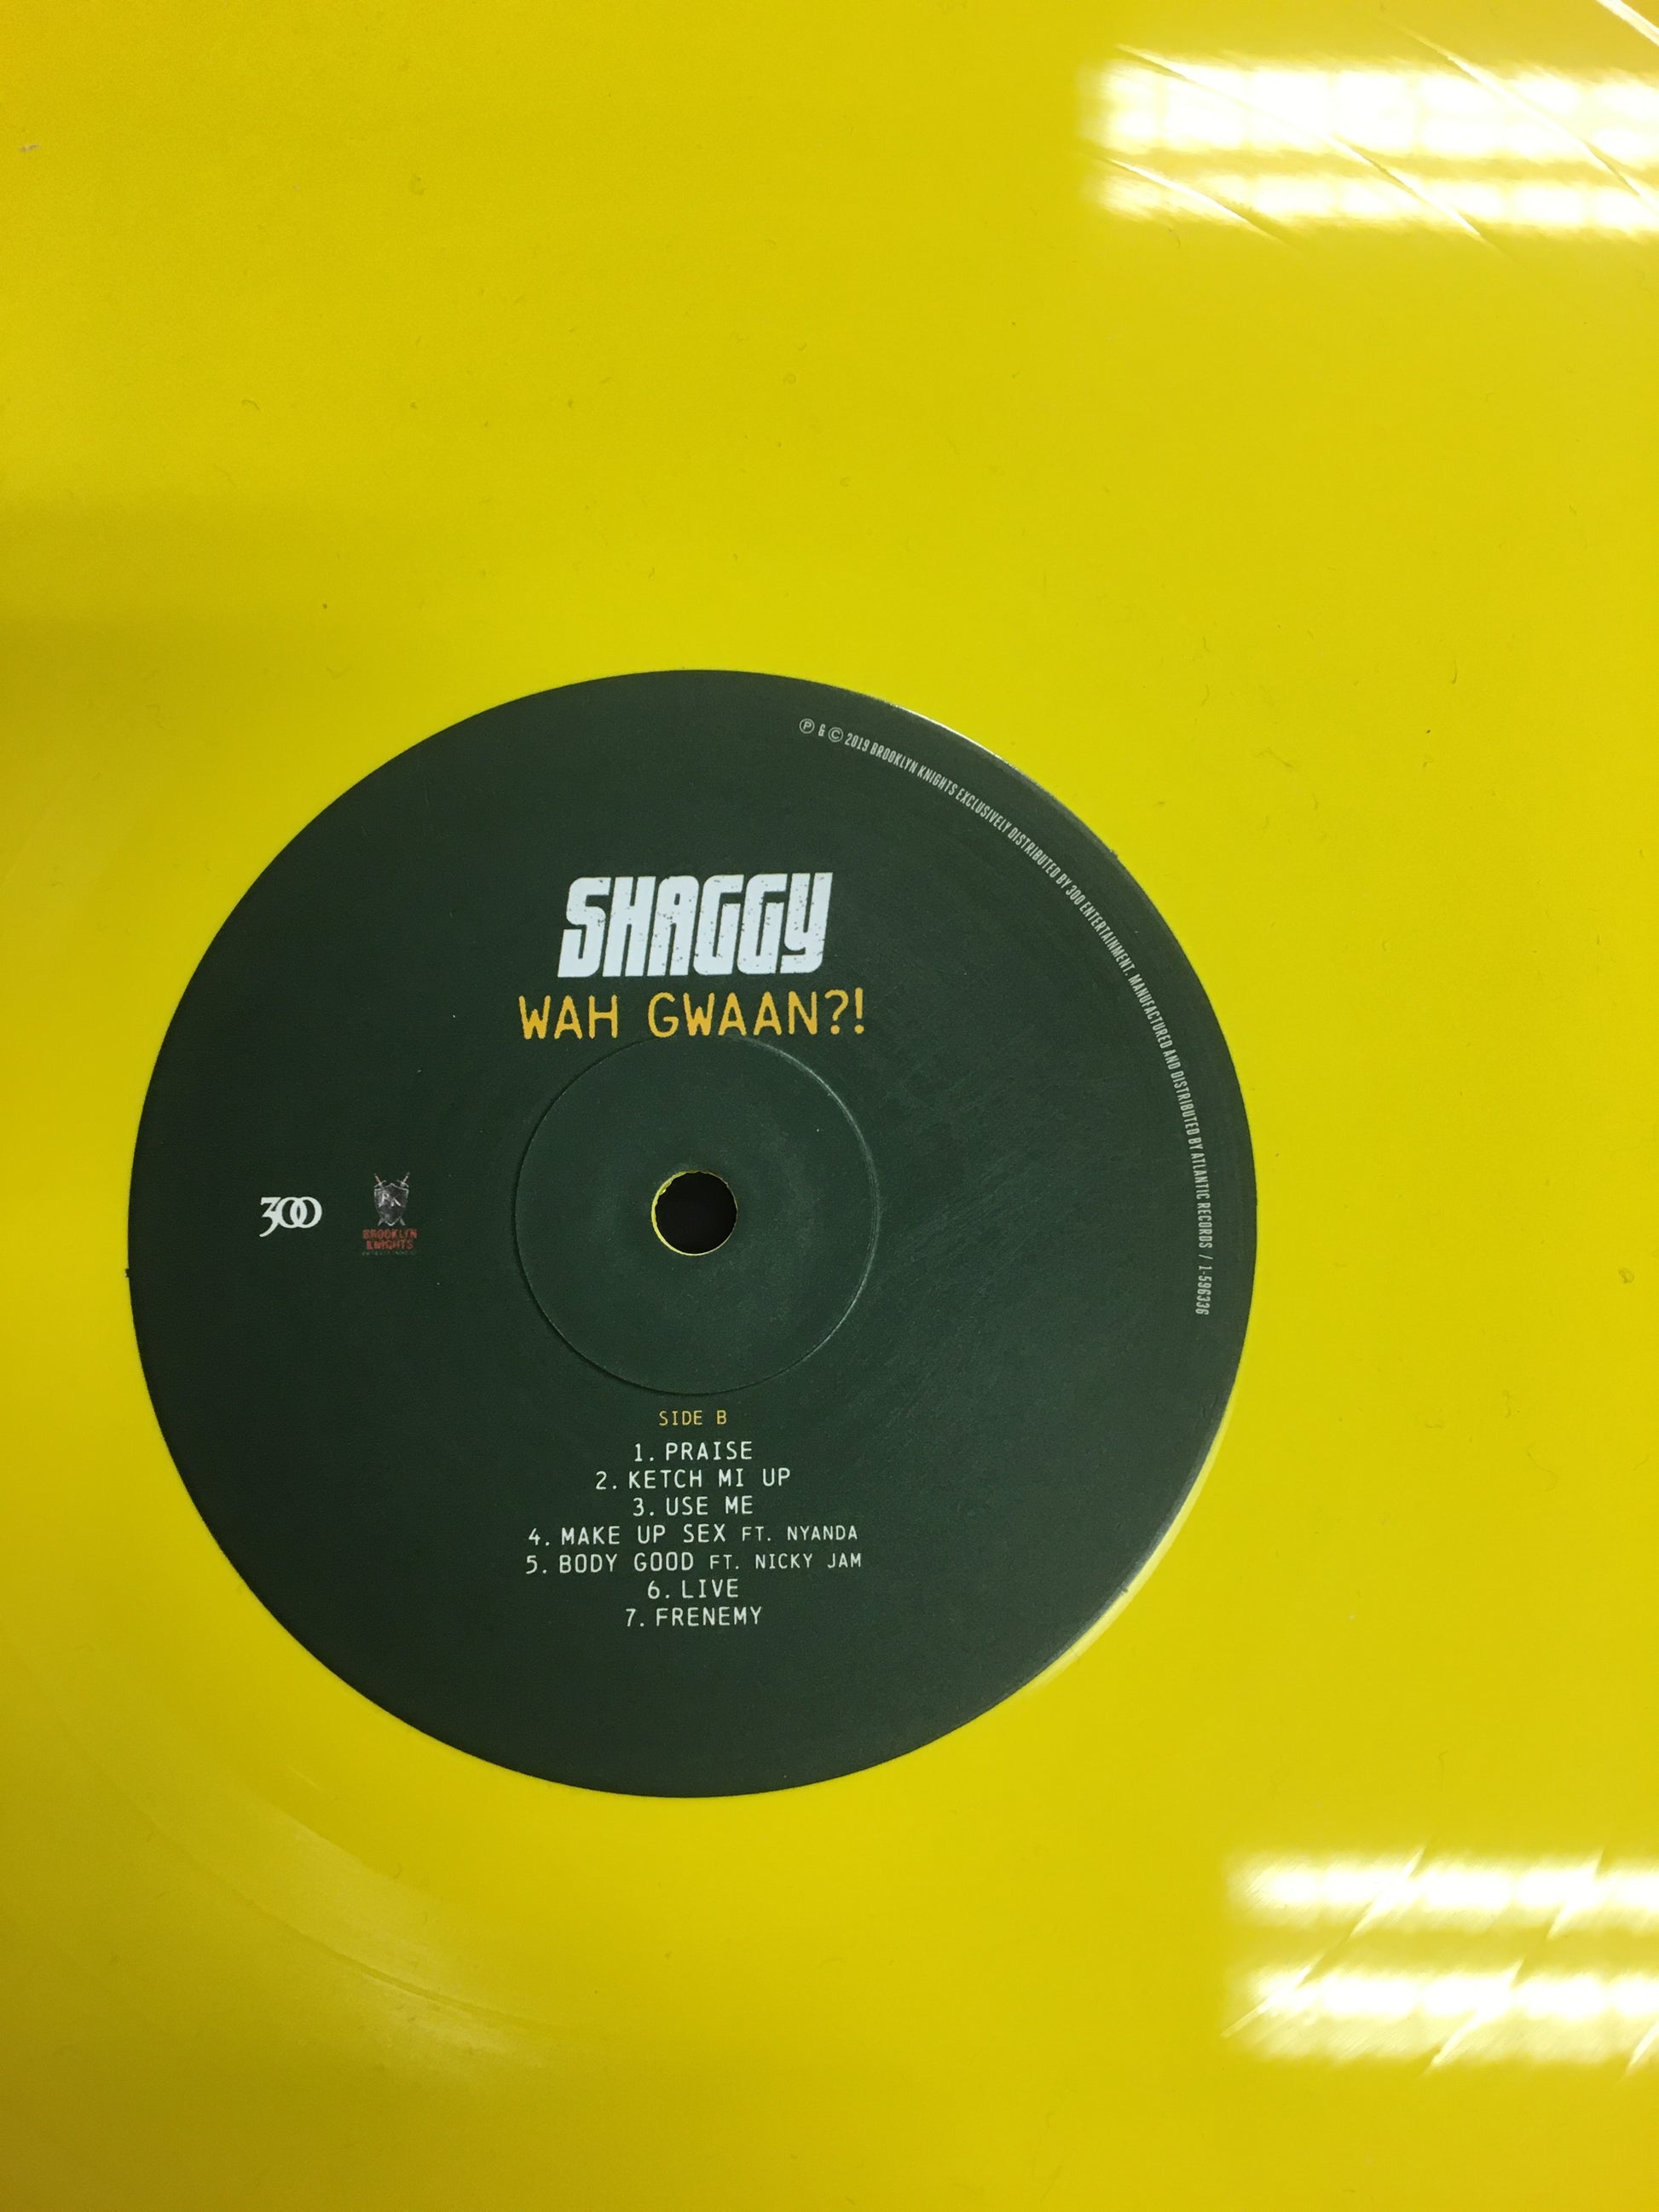 ℗ & © 2019 BROOKLYN KNIGHTS EXCLUSIVELY DISTRIBUTED BY 300 ENTERTAINMENT. MANUFACTURED AND DISTRIBUTED BY ATLANTIC RECORDS / 1-596336
SHAGGY
WAH GWAAN?!
300
BROOKLYN
KNIGHTS
SIDE B
1. PRAISE
2. KETCH MI UP
3. USE ME
4. MAKE UP SEX FT. NYANDA
5. BODY GOOD FT. NICKY JAM
6. LIVE
7. FRENEMY